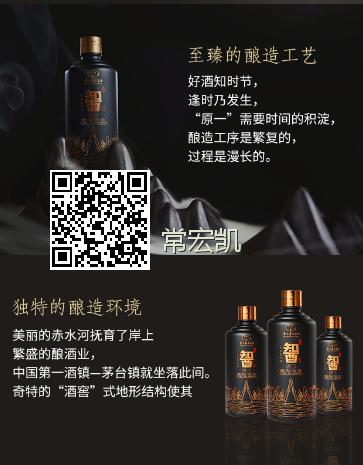 至臻的酿造工艺
好酒知时节，
逢时乃发生，
“原一”需要时间的积淀，
酿造工序是繁复的，
过程是漫长的。
智
常宏凯
独特的酿造环境
美丽的赤水河抚育了岸上
繁盛的酿酒业，
中国第一酒镇—茅台镇就坐落此间。
奇特的“酒窖”式地形结构使其
智
智
智